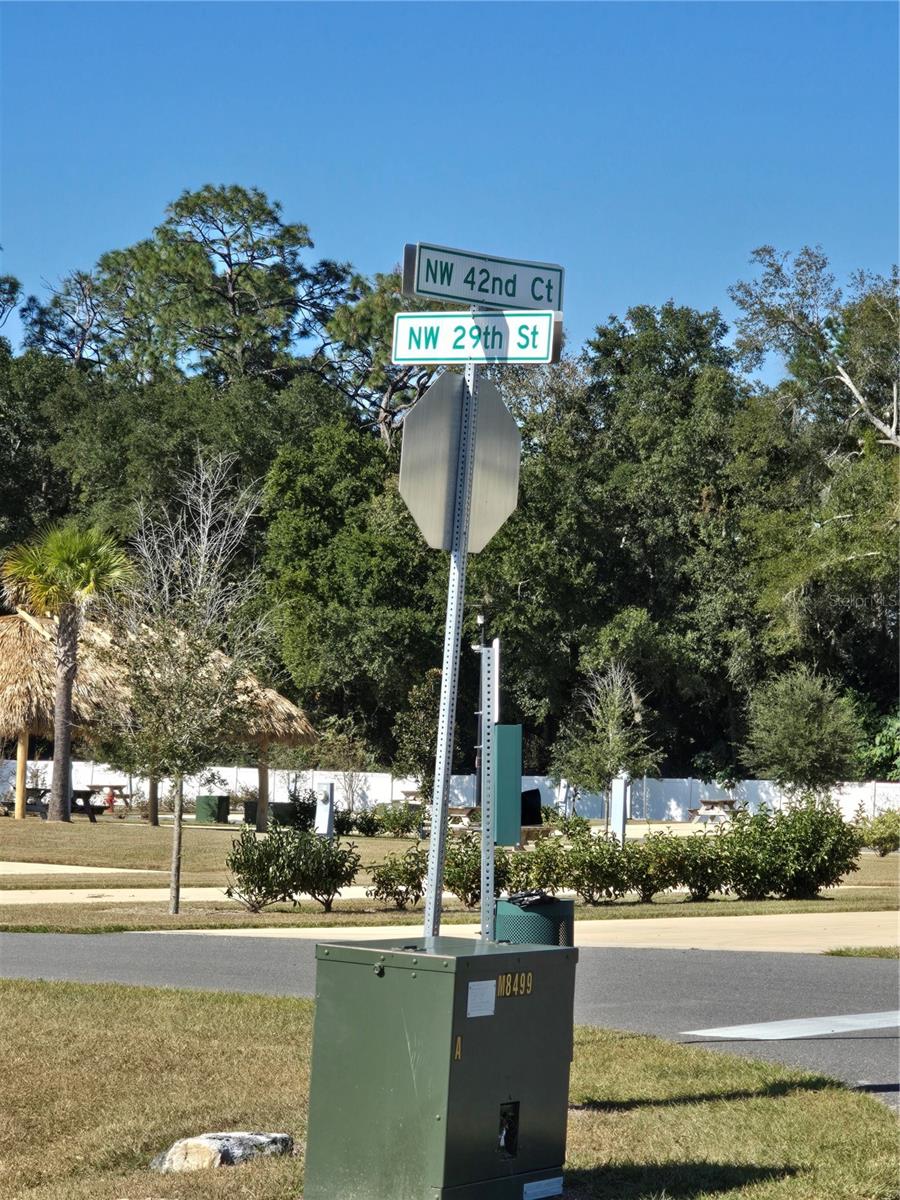 NW 42nd Ct
NW 29th St
M8499
A